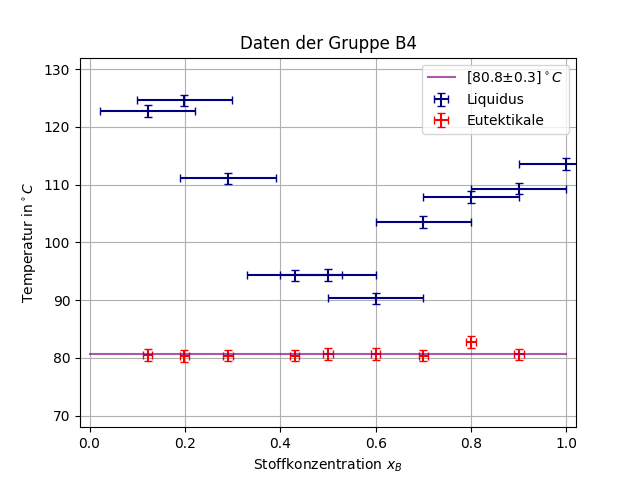 Daten der Gruppe B4
[80.8±0.3]°C
Liquidus
Eutektikale
Temperatur in°C
130
120
110
100
90
80
70
0.0 0.2 0.4 0.6 0.8 1.0
Stoffkonzentration x_B